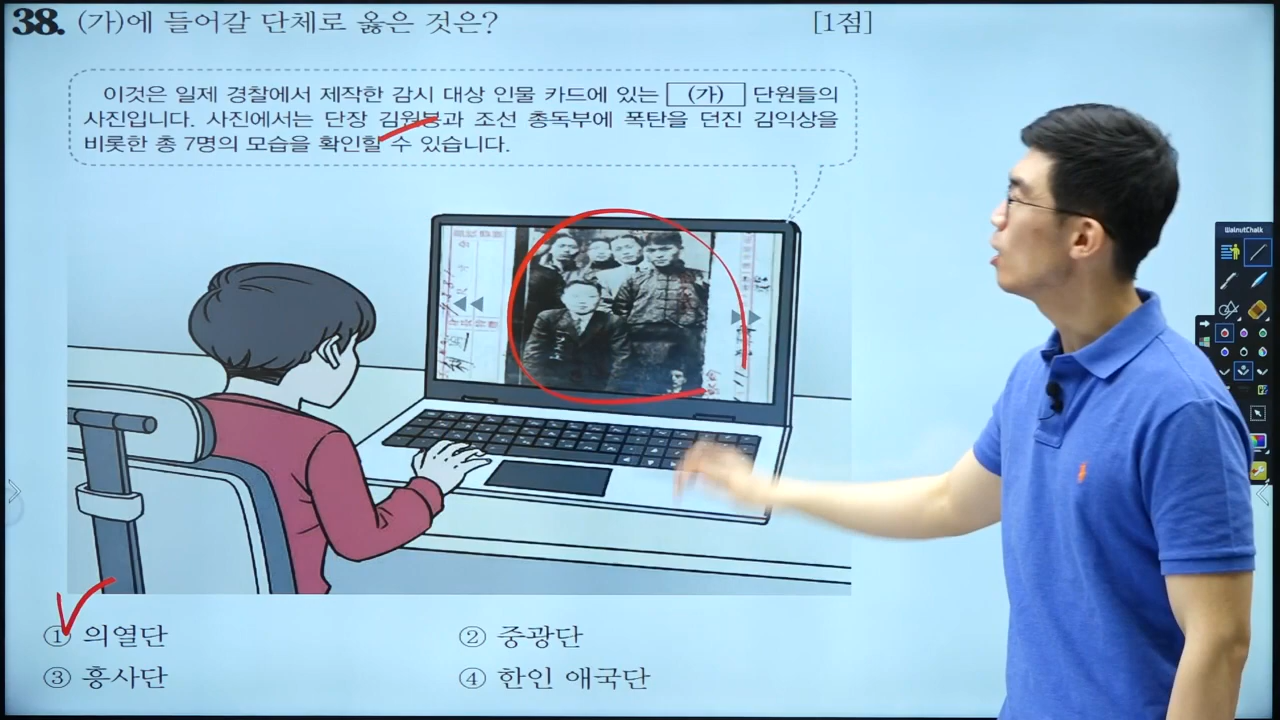 38. (가)에 들어갈 단체로 옳은 것은? [1점]
이것은 일제 경찰에서 제작한 감시 대상 인물 카드에 있는 (가) 단원들의
사진입니다. 사진에서는 단장 김원봉과 조선 총독부에 폭탄을 던진 김익상을
비롯한 총 7명의 모습을 확인할 수 있습니다.
① 의열단 ② 중광단
③ 흥사단 ④ 한인 애국단
WalnutChalk